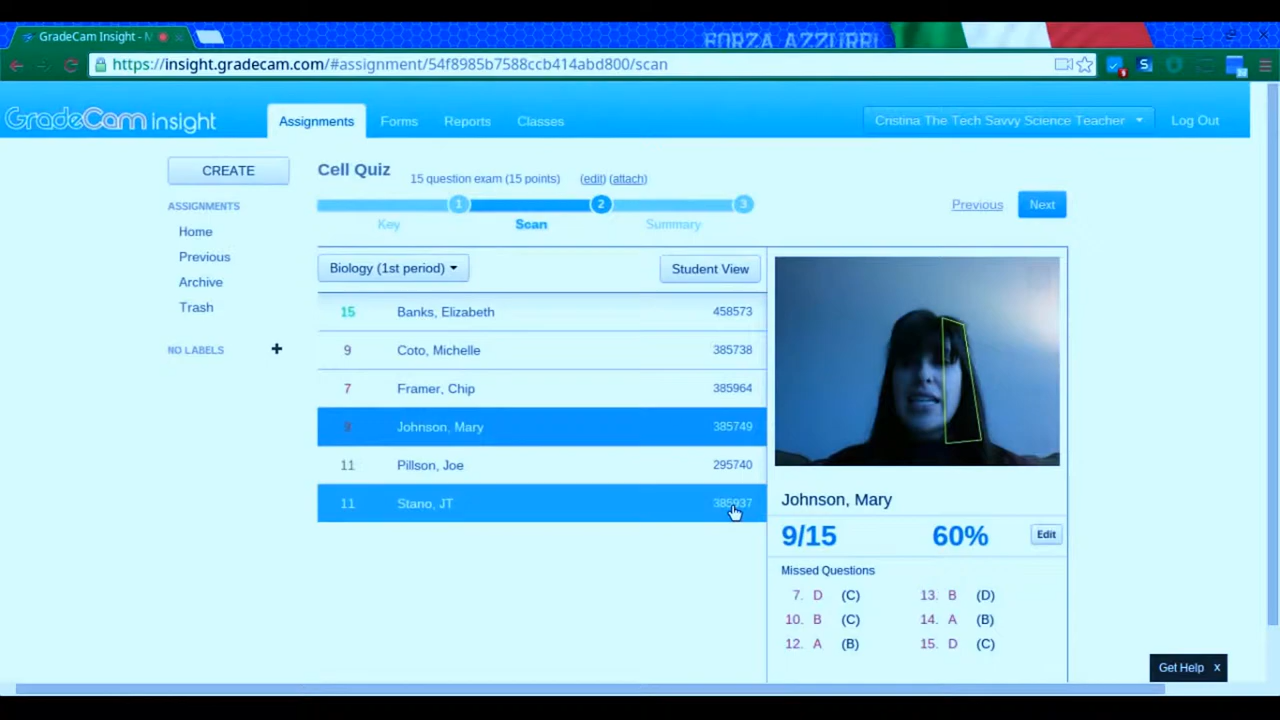 GradeCam Insight - M
FORZA AZZURRI
https://insight.gradecam.com/#assignment/54f8985b7588ccb414abd800/scan
GradeCam insight
Assignments Forms Reports Classes
Cristina The Tech Savvy Science Teacher
Log Out
CREATE
ASSIGNMENTS
Home
Previous
Archive
Trash
NO LABELS +
Cell Quiz 15 question exam (15 points) (edit) (attach)
1 2 3
Key Scan Summary
Previous Next
Biology (1st period) Student View
15 Banks, Elizabeth 458573
9 Coto, Michelle 385738
7 Framer, Chip 385964
9 Johnson, Mary 385749
11 Pillson, Joe 295740
11 Stano, JT 385937
Johnson, Mary
9/15 60% Edit
Missed Questions
7. D (C) 13. B (D)
10. B (C) 14. A (B)
12. A (B) 15. D (C)
Get Help x